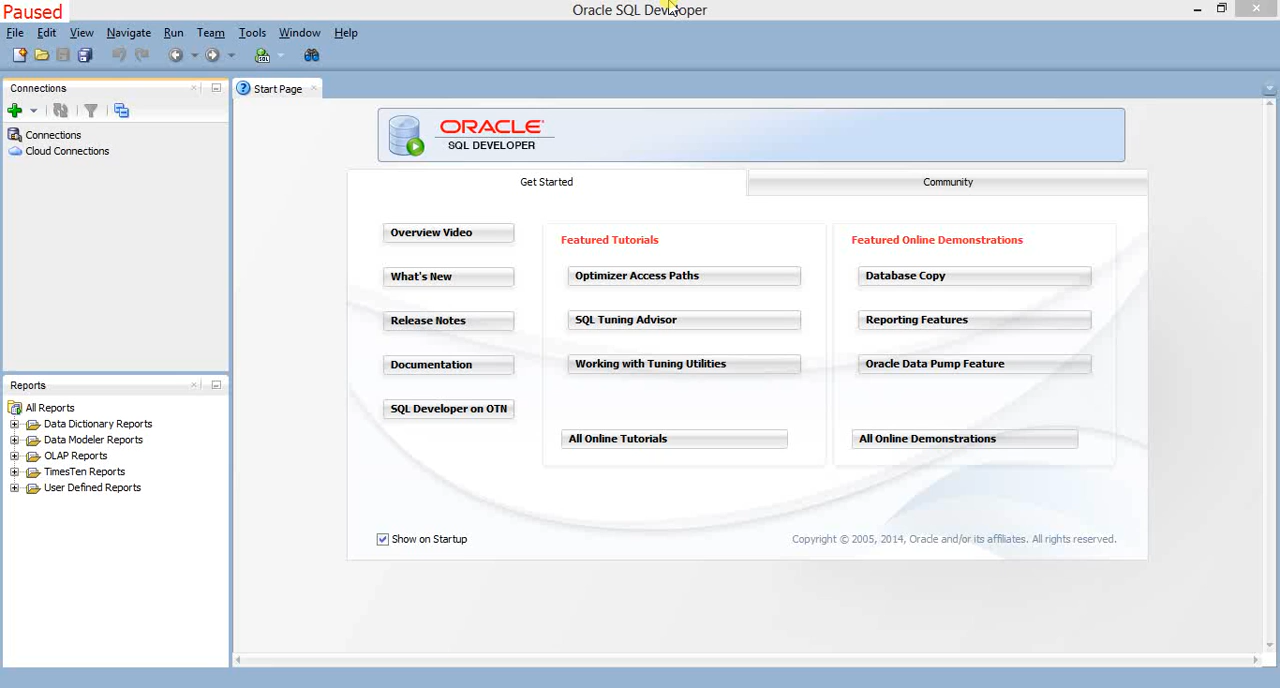 Paused
Oracle SQL Developer
File Edit View Navigate Run Team Tools Window Help
Connections
Start Page
Connections
Cloud Connections
ORACLE
SQL DEVELOPER
Get Started
Community
Overview Video
What's New
Release Notes
Documentation
SQL Developer on OTN
Featured Tutorials
Optimizer Access Paths
SQL Tuning Advisor
Working with Tuning Utilities
All Online Tutorials
Featured Online Demonstrations
Database Copy
Reporting Features
Oracle Data Pump Feature
All Online Demonstrations
Show on Startup
Copyright © 2005, 2014, Oracle and/or its affiliates. All rights reserved.
Reports
All Reports
Data Dictionary Reports
Data Modeler Reports
OLAP Reports
TimesTen Reports
User Defined Reports